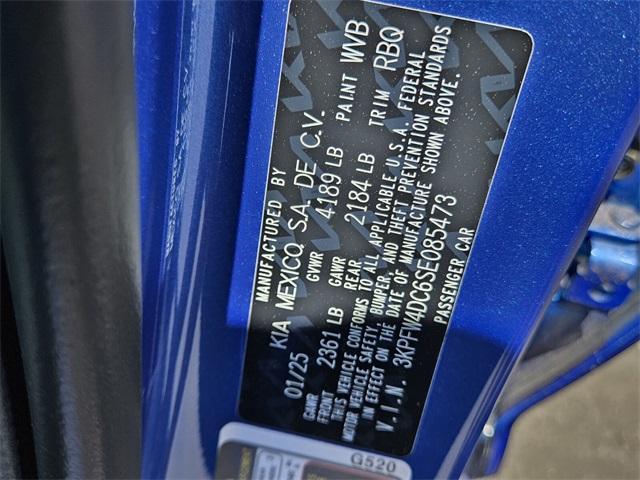 MANUFACTURED BY
KIA MEXICO, S.A. DE C.V.
01/25 GVWR 4189 LB PAINT WVB
GAWR FRONT 2361 LB GAWR REAR 2184 LB TRIM RBQ
THIS VEHICLE CONFORMS TO ALL APPLICABLE U.S.A. FEDERAL
MOTOR VEHICLE SAFETY, BUMPER, AND THEFT PREVENTION STANDARDS
IN EFFECT ON THE DATE OF MANUFACTURE SHOWN ABOVE.
V.I.N. 3KPFW4DC6SE085473
PASSENGER CAR
G520